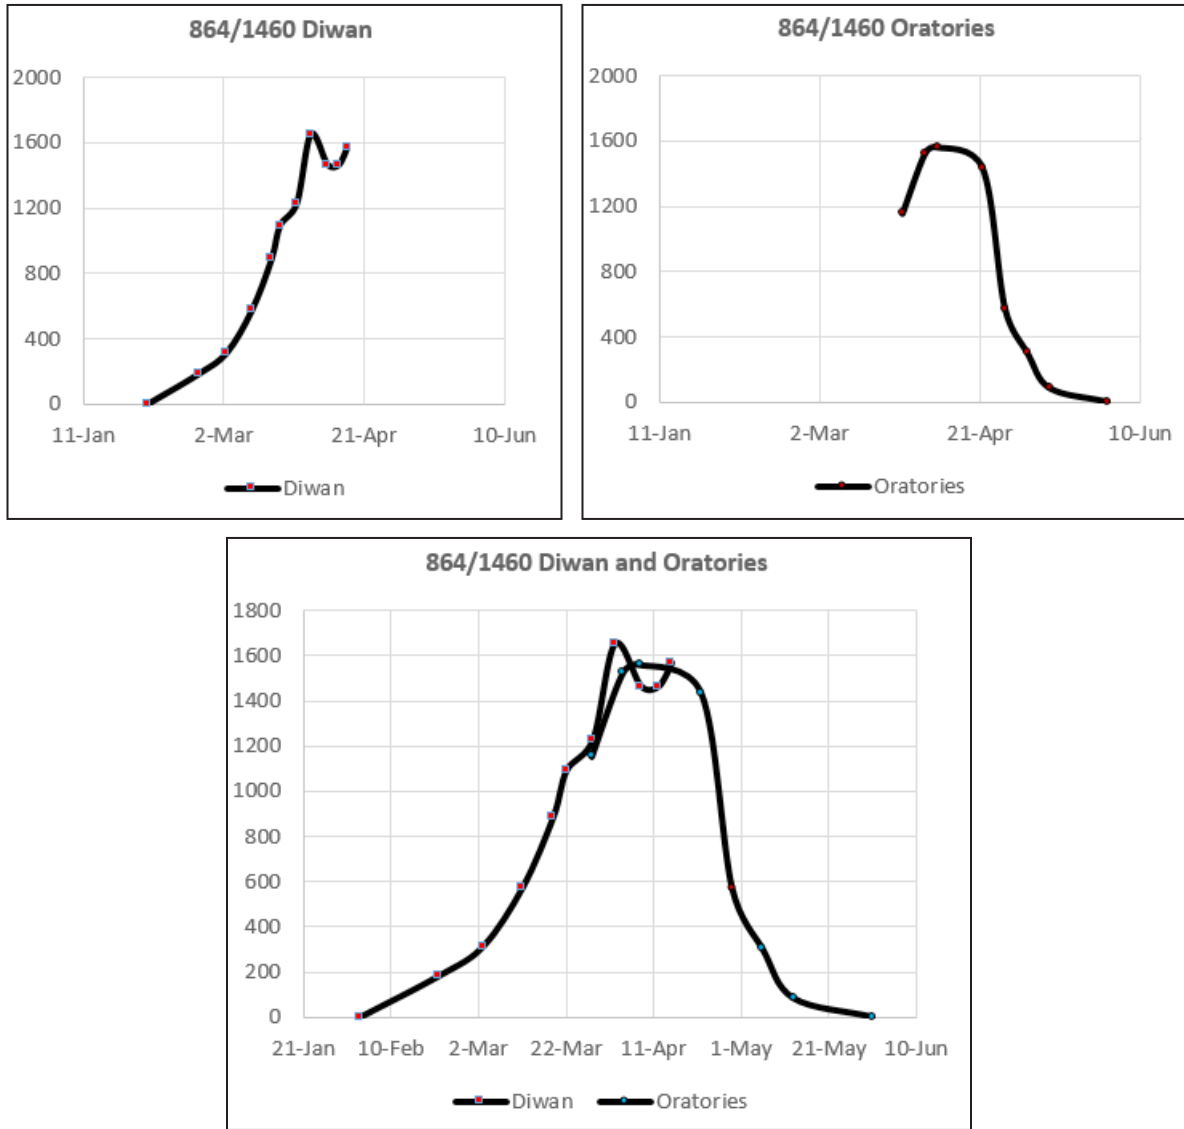 864/1460 Diwan
2000
1600
1200
800
400
0
11-Jan 2-Mar 21-Apr 10-Jun
Diwan
864/1460 Oratories
2000
1600
1200
800
400
0
11-Jan 2-Mar 21-Apr 10-Jun
Oratories
864/1460 Diwan and Oratories
1800
1600
1400
1200
1000
800
600
400
200
0
21-Jan 10-Feb 2-Mar 22-Mar 11-Apr 1-May 21-May 10-Jun
Diwan Oratories